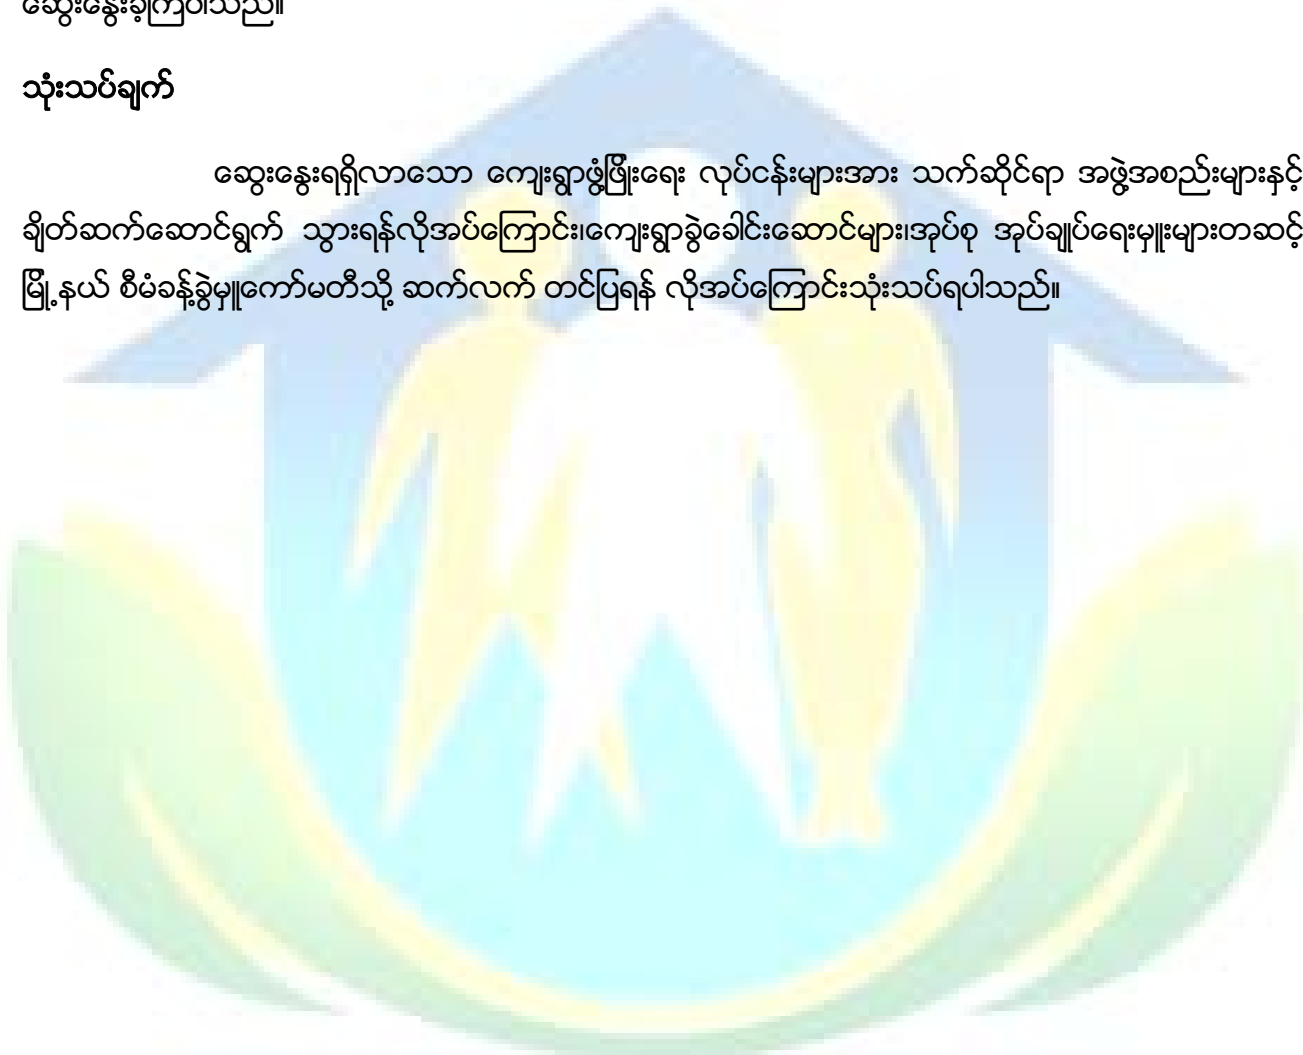 ဆွေးနွေးခဲ့ကြပါသည်။
သုံးသပ်ချက်
ဆွေးနွေးရရှိလာသော ကျေးရွာဖွံ့ဖြိုးရေး လုပ်ငန်းများအား သက်ဆိုင်ရာ အဖွဲ့အစည်းများနှင့်
ချိတ်ဆက်ဆောင်ရွက် သွားရန်လိုအပ်ကြောင်း၊ကျေးရွာခွဲခေါင်းဆောင်များ၊အုပ်စု အုပ်ချုပ်ရေးမှူးများတဆင့်
မြို့နယ် စီမံခန့်ခွဲမှူကော်မတီသို့ ဆက်လက် တင်ပြရန် လိုအပ်ကြောင်းသုံးသပ်ရပါသည်။